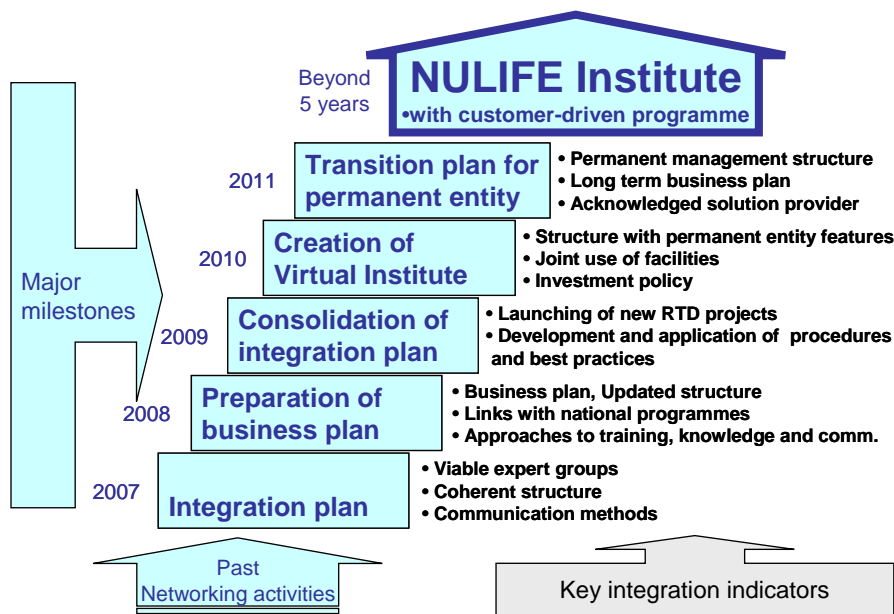 Beyond
5 years
NULIFE Institute
•with customer-driven programme
2011
Transition plan for
permanent entity
• Permanent management structure
• Long term business plan
• Acknowledged solution provider
2010
Creation of
Virtual Institute
• Structure with permanent entity features
• Joint use of facilities
• Investment policy
Major
milestones
2009
Consolidation of
integration plan
• Launching of new RTD projects
• Development and application of procedures
and best practices
2008
Preparation of
business plan
• Business plan, Updated structure
• Links with national programmes
• Approaches to training, knowledge and comm.
2007
Integration plan
• Viable expert groups
• Coherent structure
• Communication methods
Past
Networking activities
Key integration indicators